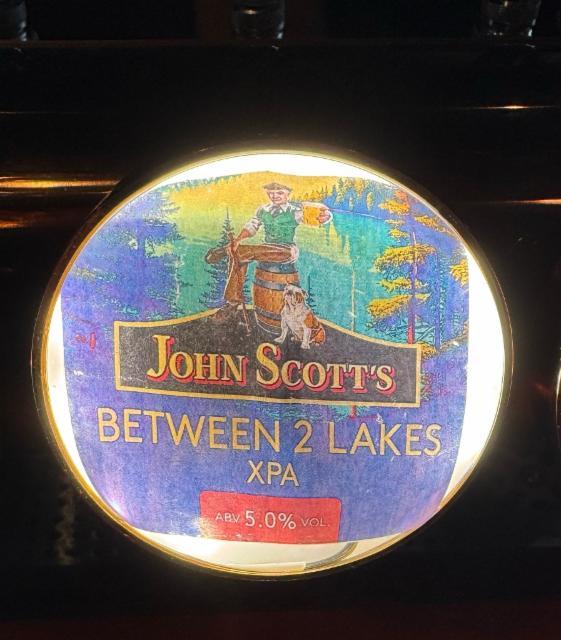 JOHN SCOTT'S
BETWEEN 2 LAKES
XPA
ABV 5.0% VOL.